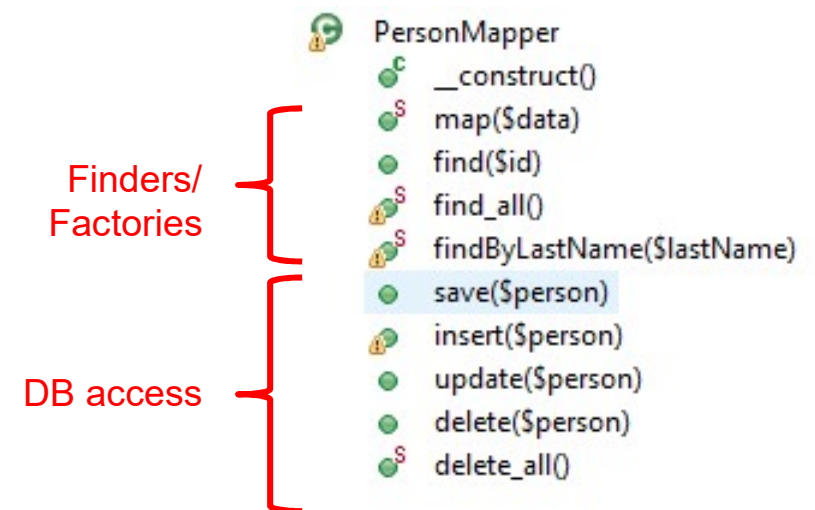 PersonMapper
C
__construct()
S
map($data)
find($id)
S
find_all()
S
findByLastName($lastName)
Finders/
Factories
save($person)
insert($person)
update($person)
delete($person)
S
delete_all()
DB access